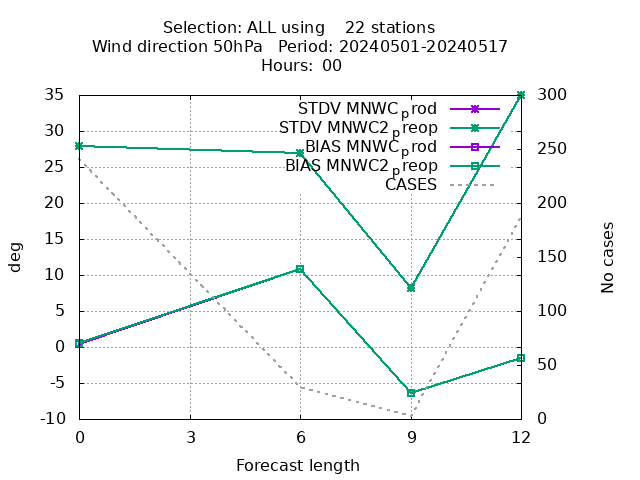 Selection: ALL using 22 stations
Wind direction 50hPa Period: 20240501-20240517
Hours: 00
STDV MNWC_prod
STDV MNWC2_preop
BIAS MNWC_prod
BIAS MNWC2_preop
CASES
35
30
25
20
15
10
5
0
-5
-10
deg
300
250
200
150
100
50
0
No cases
0 3 6 9 12
Forecast length